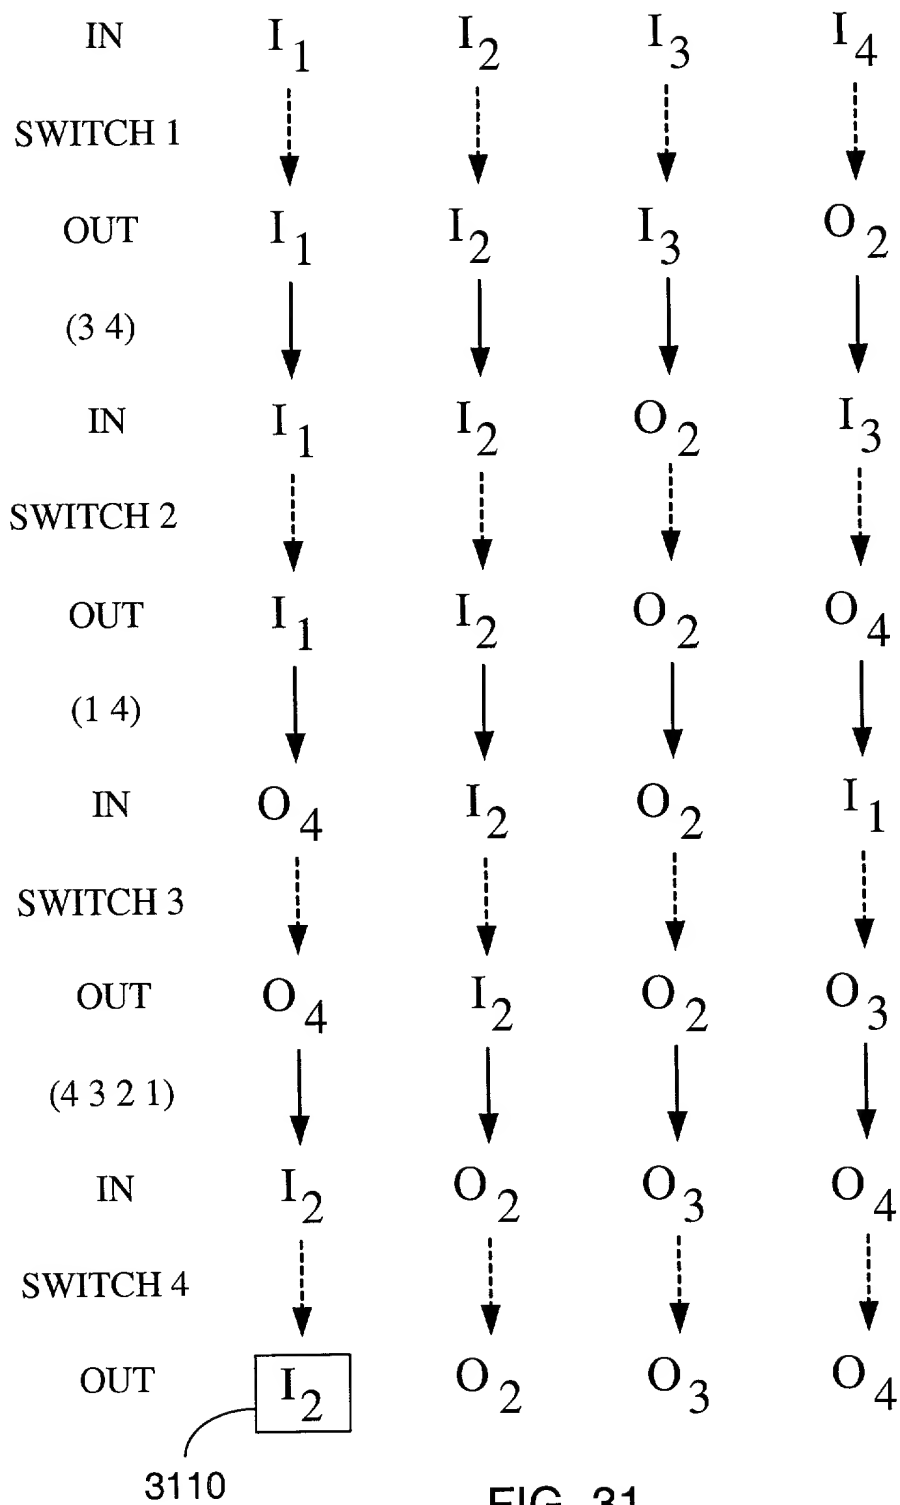 IN I1 I2 I3 I4
SWITCH 1
OUT I1 I2 I3 O2
(3 4)
IN I1 I2 O2 I3
SWITCH 2
OUT I1 I2 O2 O4
(1 4)
IN O4 I2 O2 I1
SWITCH 3
OUT O4 I2 O2 O3
(4 3 2 1)
IN I2 O2 O3 O4
SWITCH 4
OUT I2 O2 O3 O4
3110
FIG. 31